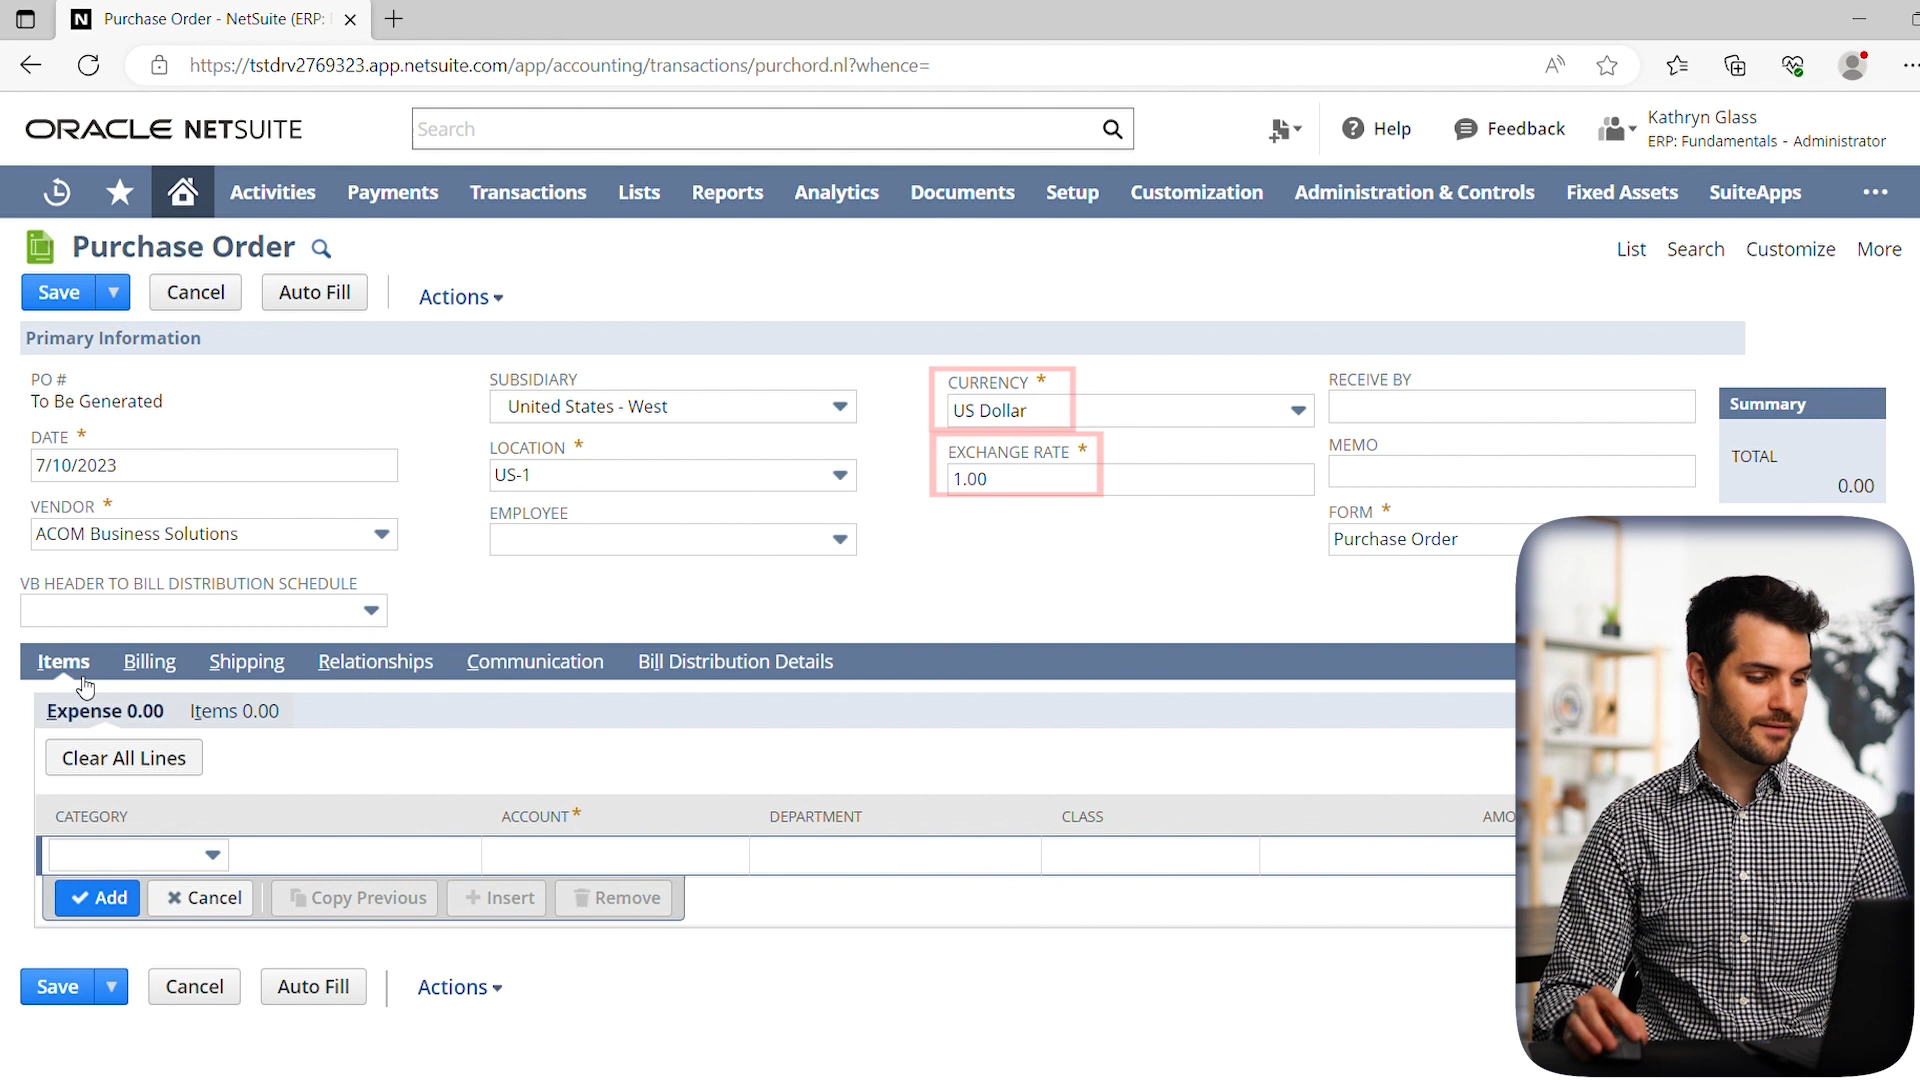 Purchase Order - NetSuite (ERP:
https://tstdrv2769323.app.netsuite.com/app/accounting/transactions/purchord.nl?whence=
ORACLE NETSUITE
Search
Help
Feedback
Kathryn Glass
ERP: Fundamentals - Administrator
Activities Payments Transactions Lists Reports Analytics Documents Setup Customization Administration & Controls Fixed Assets SuiteApps
Purchase Order
List Search Customize More
Save Cancel Auto Fill Actions
Primary Information
PO #
To Be Generated
DATE *
7/10/2023
VENDOR *
ACOM Business Solutions
VB HEADER TO BILL DISTRIBUTION SCHEDULE
SUBSIDIARY
United States - West
LOCATION *
US-1
EMPLOYEE
CURRENCY *
US Dollar
EXCHANGE RATE *
1.00
RECEIVE BY
MEMO
FORM *
Purchase Order
Summary
TOTAL
0.00
Items Billing Shipping Relationships Communication Bill Distribution Details
Expense 0.00 Items 0.00
Clear All Lines
CATEGORY ACCOUNT* DEPARTMENT CLASS AMO
Add Cancel Copy Previous + Insert Remove
Save Cancel Auto Fill Actions